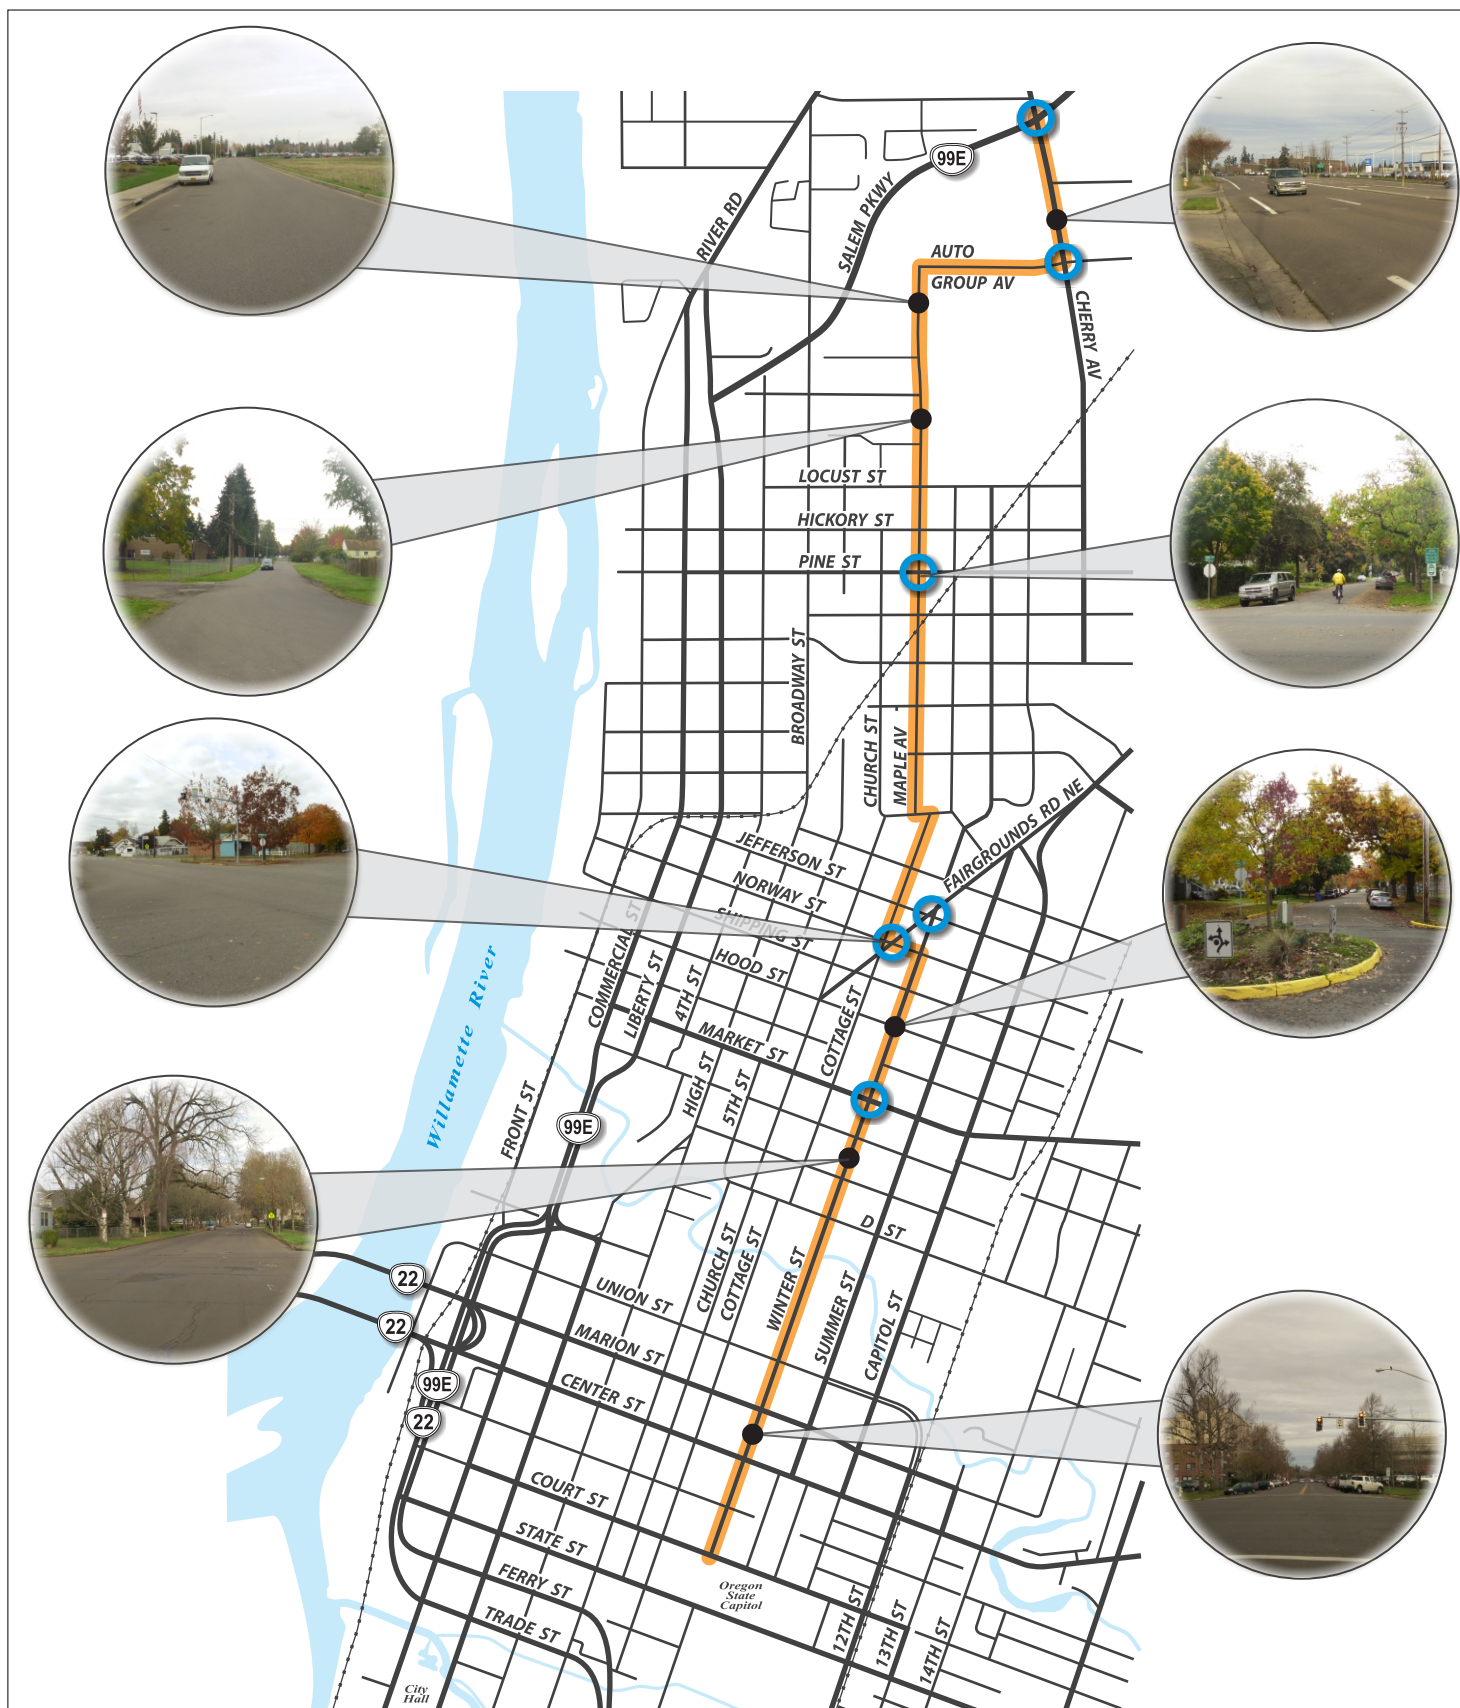 99E
RIVER RD
SALEM PKWY
AUTO
GROUP AV
CHERRY AV
LOCUST ST
HICKORY ST
PINE ST
BROADWAY ST
CHURCH ST
MAPLE AV
FAIRGROUNDS RD NE
JEFFERSON ST
NORWAY ST
SHIPPING ST
HOOD ST
COMMERCIAL ST
LIBERTY ST
4TH ST
MARKET ST
COTTAGE ST
HIGH ST
5TH ST
Willamette River
FRONT ST
99E
D ST
CHURCH ST
COTTAGE ST
WINTER ST
SUMMER ST
CAPITOL ST
22
UNION ST
22
MARION ST
99E
CENTER ST
22
COURT ST
STATE ST
FERRY ST
TRADE ST
Oregon
State
Capitol
12TH ST
13TH ST
14TH ST
City
Hall